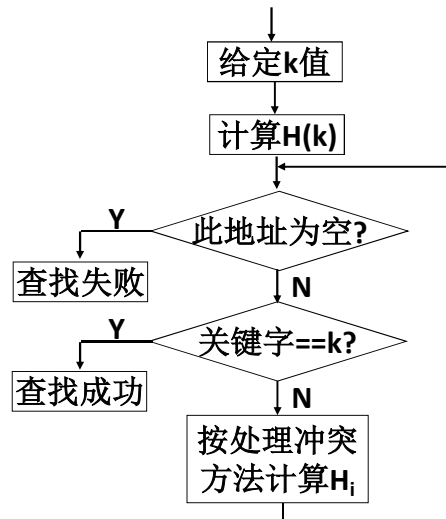 给定k值
计算H(k)
此地址为空?
Y
查找失败
N
关键字==k?
Y
查找成功
N
按处理冲突
方法计算Hi